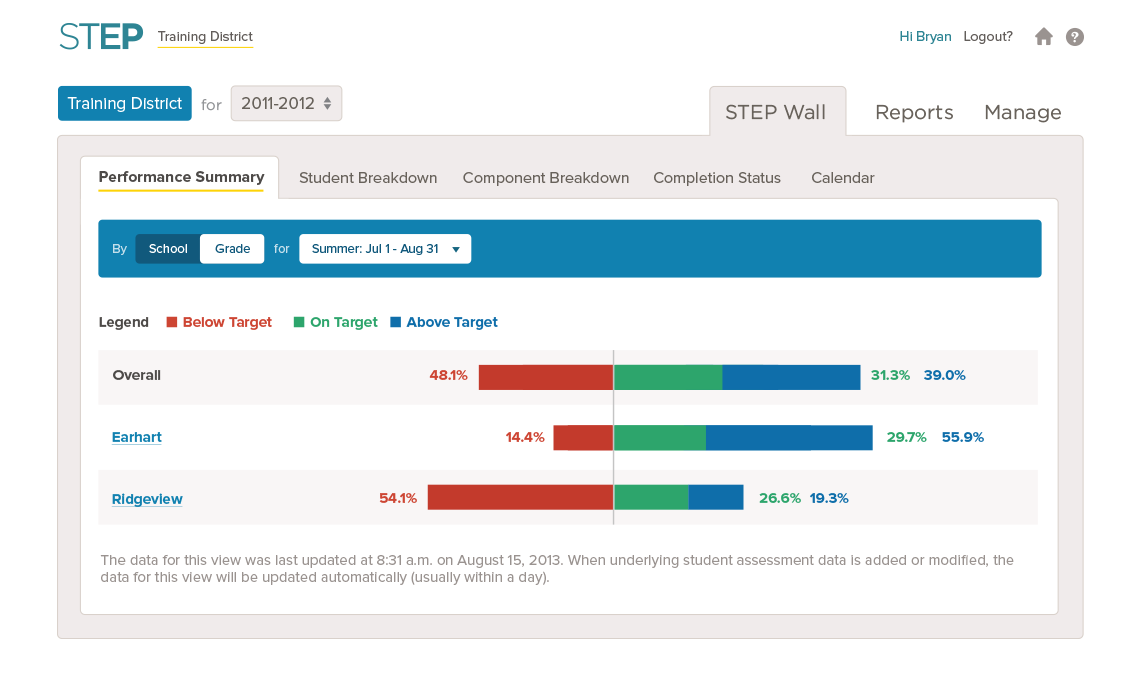 STEP Training District Hi Bryan Logout? ?
Training District for 2011-2012 STEP Wall Reports Manage
Performance Summary Student Breakdown Component Breakdown Completion Status Calendar
By School Grade for Summer: Jul 1 - Aug 31
Legend Below Target On Target Above Target
Overall 48.1% 31.3% 39.0%
Earhart 14.4% 29.7% 55.9%
Ridgeview 54.1% 26.6% 19.3%
The data for this view was last updated at 8:31 a.m. on August 15, 2013. When underlying student assessment data is added or modified, the
data for this view will be updated automatically (usually within a day).